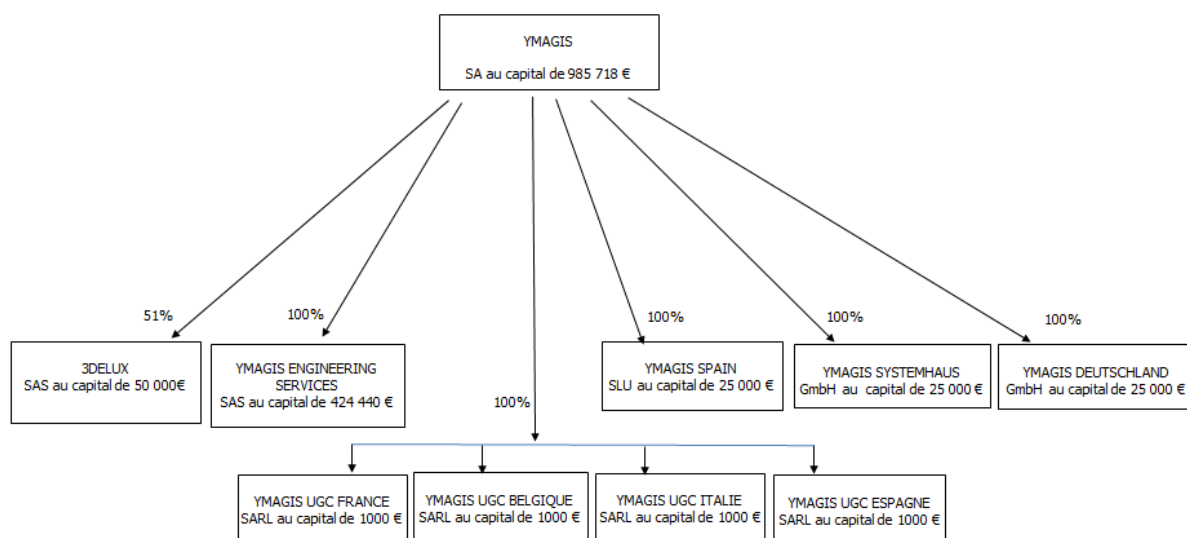 YMAGIS
SA au capital de 985 718 €
51%
100%
100%
100%
100%
3DELUX
SAS au capital de 50 000€
YMAGIS ENGINEERING
SERVICES
SAS au capital de 424 440 €
YMAGIS SPAIN
SLU au capital de 25 000 €
YMAGIS SYSTEMHAUS
GmbH au capital de 25 000 €
YMAGIS DEUTSCHLAND
GmbH au capital de 25 000 €
100%
YMAGIS UGC FRANCE
SARL au capital de 1000 €
YMAGIS UGC BELGIQUE
SARL au capital de 1000 €
YMAGIS UGC ITALIE
SARL au capital de 1000 €
YMAGIS UGC ESPAGNE
SARL au capital de 1000 €